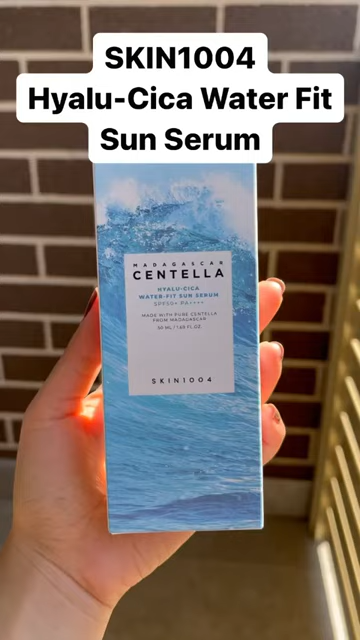 SKIN1004
Hyalu-Cica Water Fit
Sun Serum
MADAGASCAR
CENTELLA
HYALU-CICA
WATER-FIT SUN SERUM
SPF50+ PA++++
MADE WITH PURE CENTELLA
FROM MADAGASCAR
50 ML / 1.69 FL.OZ.
SKIN1004